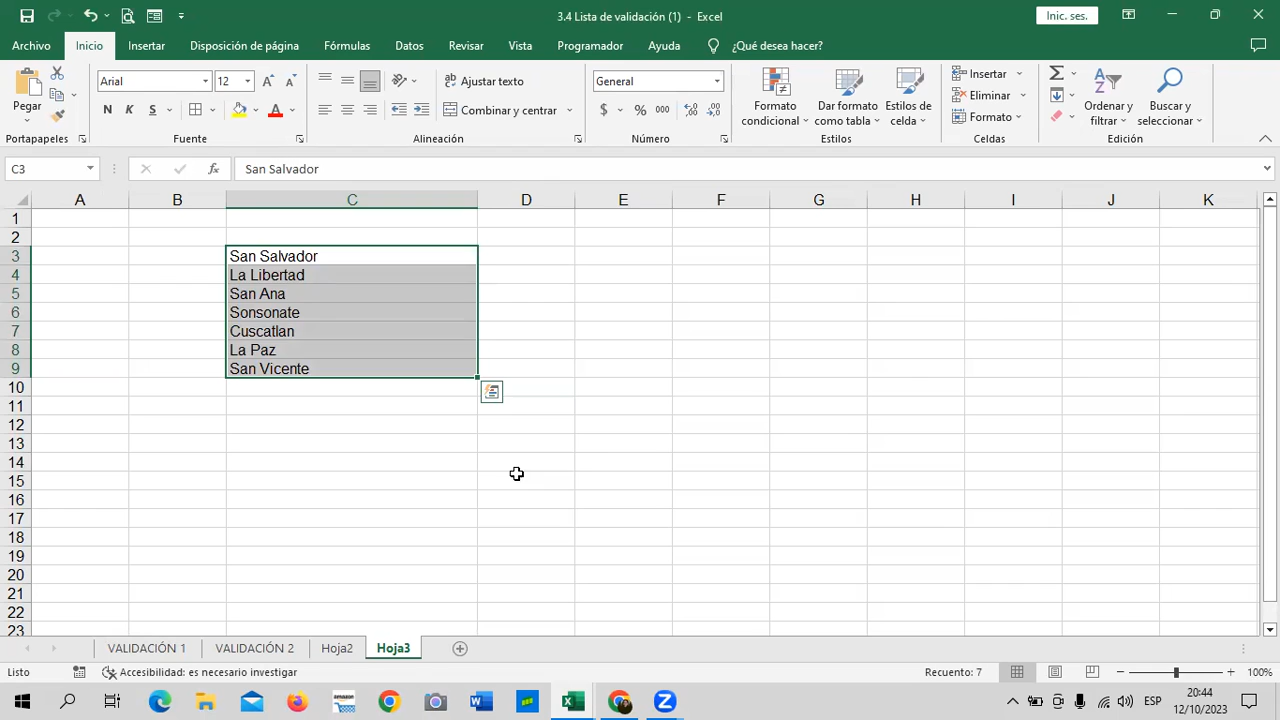 3.4 Lista de validación (1) - Excel
Inic. ses.
Archivo Inicio Insertar Disposición de página Fórmulas Datos Revisar Vista Programador Ayuda ¿Qué desea hacer?
Pegar
Portapapeles
Arial 12
N K S
Fuente
Ajustar texto
Combinar y centrar
Alineación
General
$ % 000
Número
Formato condicional
Dar formato como tabla
Estilos de celda
Estilos
Insertar
Eliminar
Formato
Celdas
Ordenar y filtrar
Buscar y seleccionar
Edición
C3
fx
San Salvador
A B C D E F G H I J K
1
2
3 San Salvador
4 La Libertad
5 San Ana
6 Sonsonate
7 Cuscatlan
8 La Paz
9 San Vicente
10
11
12
13
14
15
16
17
18
19
20
21
22
23
VALIDACIÓN 1 VALIDACIÓN 2 Hoja2 Hoja3
Listo Accesibilidad: es necesario investigar Recuento: 7 100%
ESP
20:44
12/10/2023